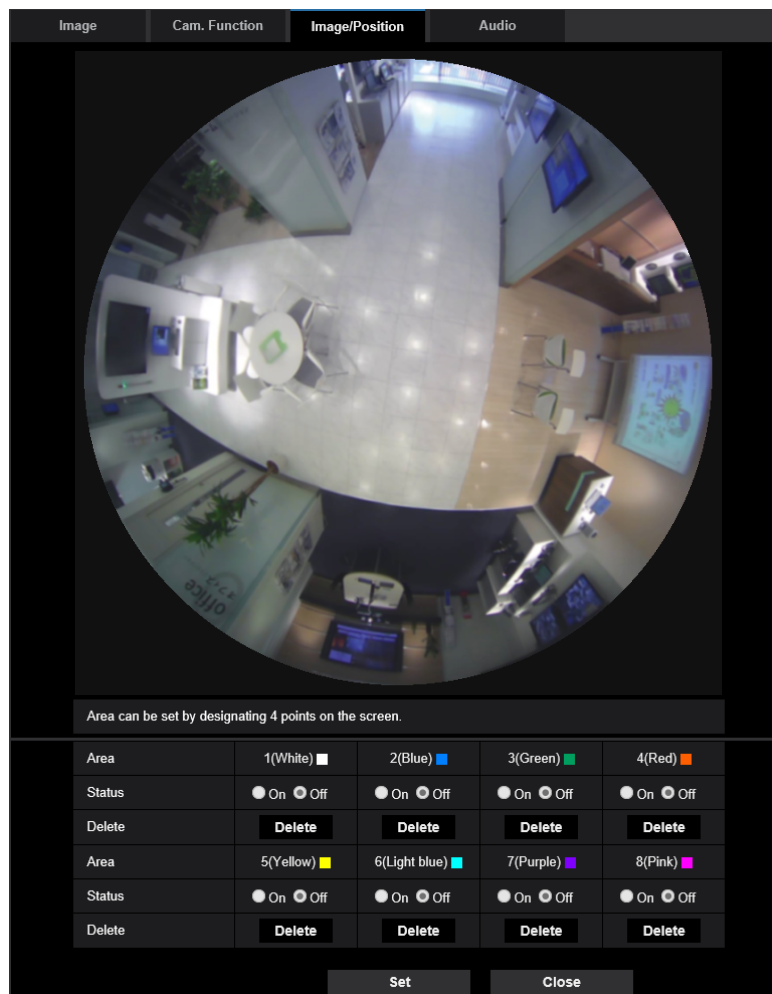 Image Cam. Function Image/Position Audio
office
Area can be set by designating 4 points on the screen.
Area 1(White) 2(Blue) 3(Green) 4(Red)
Status On Off On Off On Off On Off
Delete Delete Delete Delete Delete
Area 5(Yellow) 6(Light blue) 7(Purple) 8(Pink)
Status On Off On Off On Off On Off
Delete Delete Delete Delete Delete
Set Close